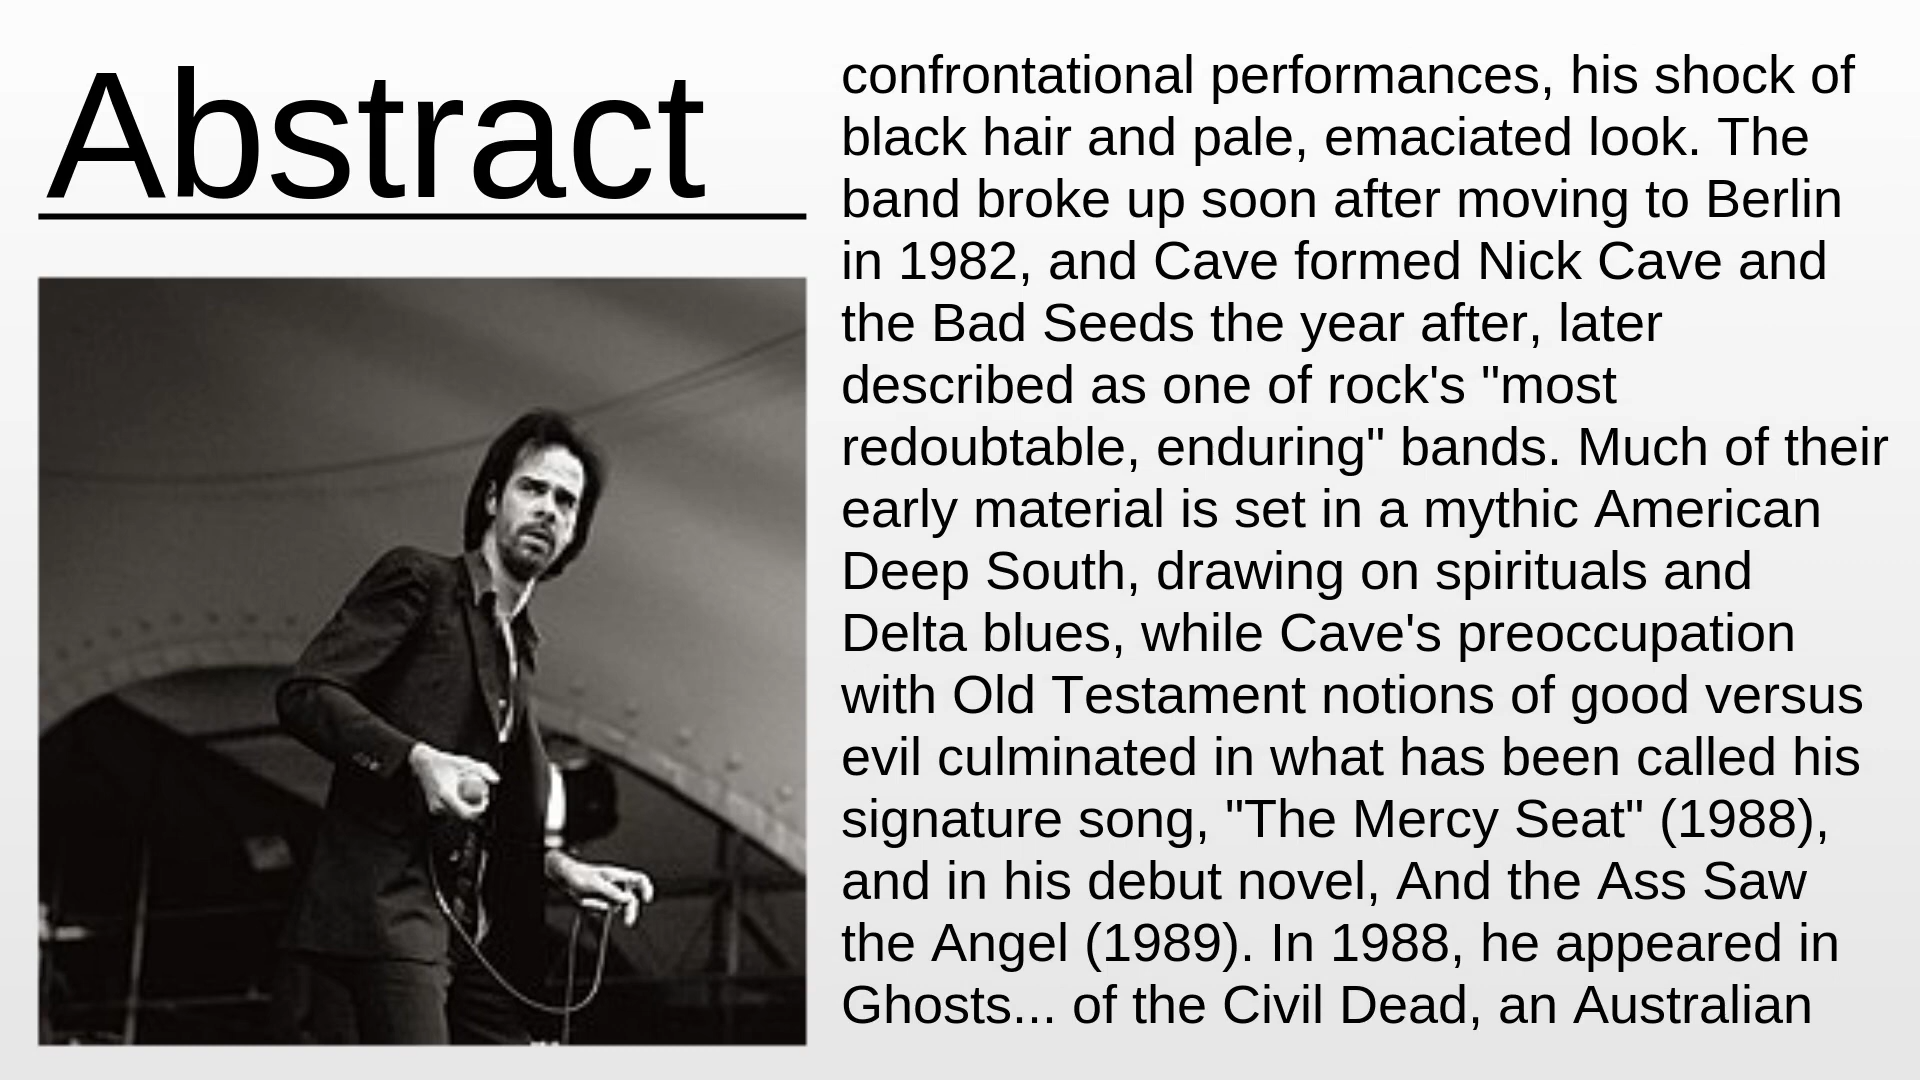 Abstract
confrontational performances, his shock of
black hair and pale, emaciated look. The
band broke up soon after moving to Berlin
in 1982, and Cave formed Nick Cave and
the Bad Seeds the year after, later
described as one of rock's "most
redoubtable, enduring" bands. Much of their
early material is set in a mythic American
Deep South, drawing on spirituals and
Delta blues, while Cave's preoccupation
with Old Testament notions of good versus
evil culminated in what has been called his
signature song, "The Mercy Seat" (1988),
and in his debut novel, And the Ass Saw
the Angel (1989). In 1988, he appeared in
Ghosts... of the Civil Dead, an Australian